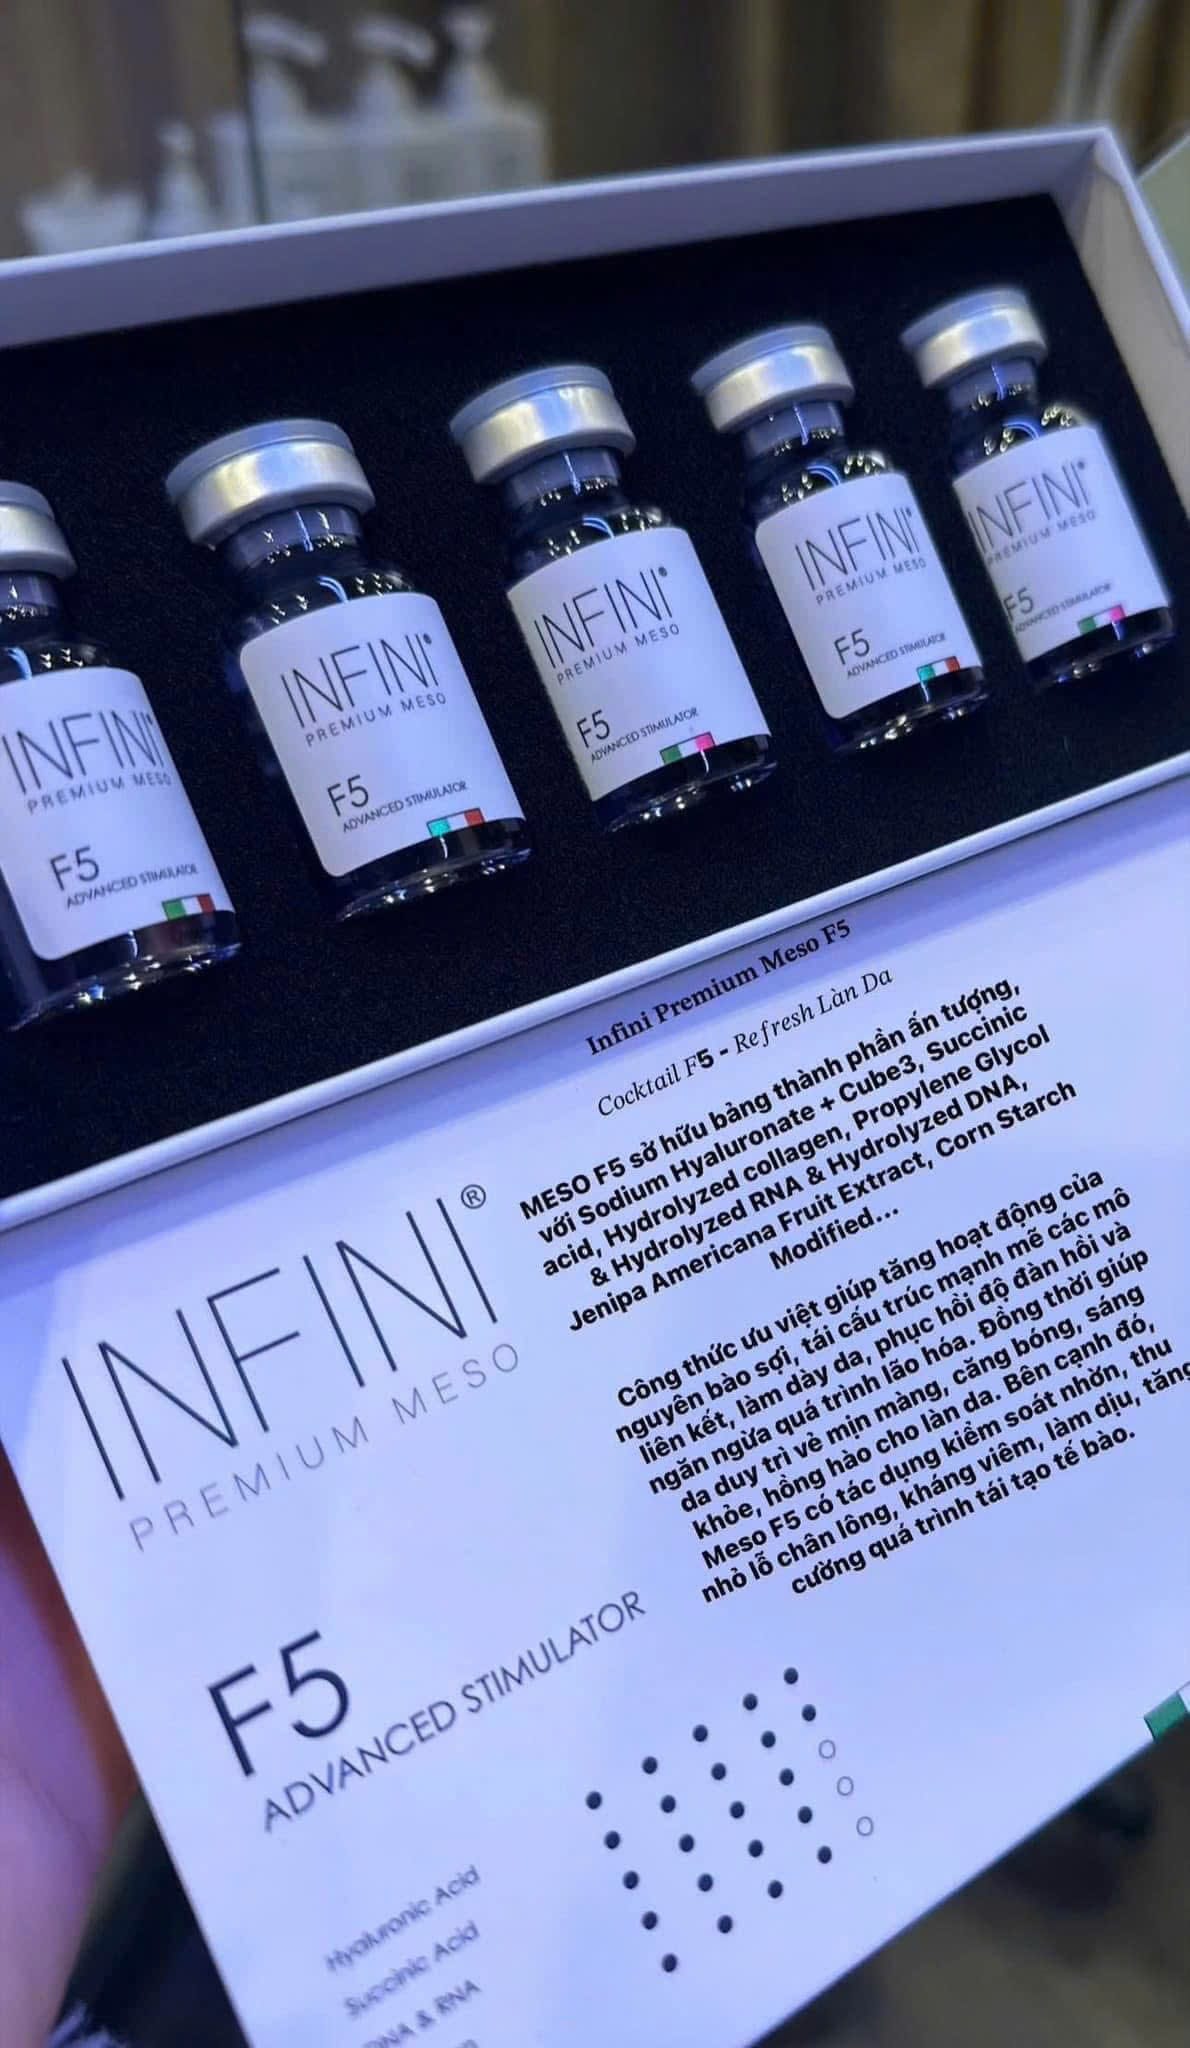 INFINI
PREMIUM MESO
F5
ADVANCED STIMULATOR
INFINI®
PREMIUM MESO
F5
ADVANCED STIMULATOR
INFINI®
PREMIUM MESO
F5
ADVANCED STIMULATOR
INFINI®
PREMIUM MESO
F5
ADVANCED STIMULATOR
INFINI®
PREMIUM MESO
F5
ADVANCED STIMULATOR
Infini Premium Meso F5
Cocktail F5 - Refresh Làn Da
MESO F5 sở hữu bảng thành phần ấn tượng,
với Sodium Hyaluronate + Cube3, Succinic
acid, Hydrolyzed collagen, Propylene Glycol
& Hydrolyzed RNA & Hydrolyzed DNA,
Jenipa Americana Fruit Extract, Corn Starch
Modified...
Công thức ưu việt giúp tăng hoạt động của
nguyên bào sợi, tái cấu trúc mạnh mẽ các mô
liên kết, làm dày da, phục hồi độ đàn hồi và
ngăn ngừa quá trình lão hóa. Đồng thời giúp
da duy trì vẻ mịn màng, căng bóng, sáng
khỏe, hồng hào cho làn da. Bên cạnh đó,
Meso F5 có tác dụng kiểm soát nhờn, thu
nhỏ lỗ chân lông, kháng viêm, làm dịu, tăng
cường quá trình tái tạo tế bào.
INFINI®
PREMIUM MESO
F5
ADVANCED STIMULATOR
Hyaluronic Acid
Succinic Acid
DNA & RNA